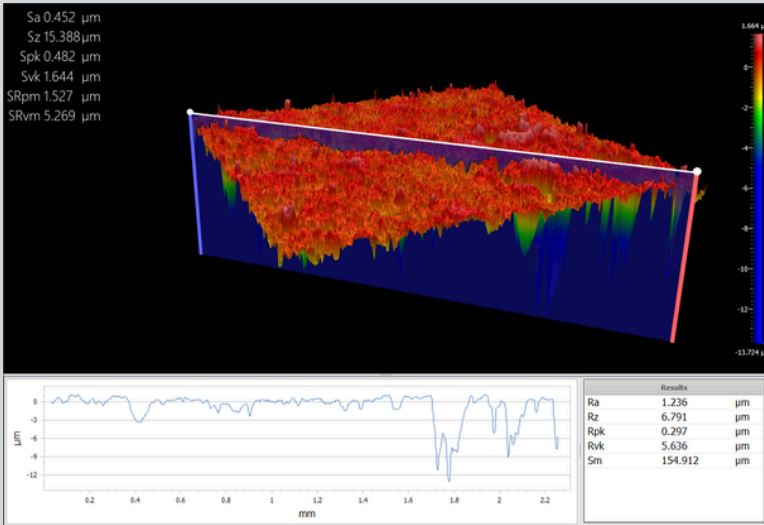 Sa 0.452 µm
Sz 15.388 µm
Spk 0.482 µm
Svk 1.644 µm
SRpm 1.527 µm
SRvm 5.269 µm
1.664
0
-2
-4
-6
-8
-10
-12
-13.724
0
-3
-6
-9
-12
µm
0.2 0.4 0.6 0.8 1 1.2 1.4 1.6 1.8 2.0 2.2
mm
Results
Ra 1.236 µm
Rz 6.791 µm
Rpk 0.297 µm
Rvk 5.636 µm
Sm 154.912 µm